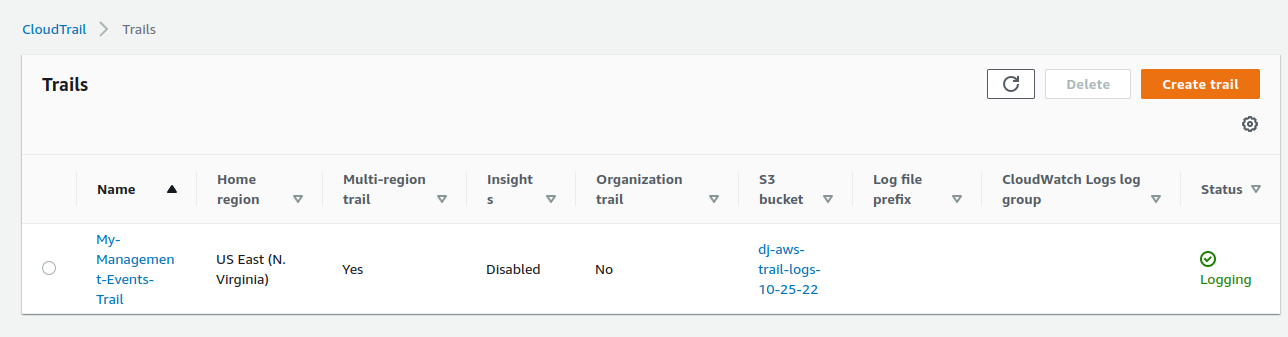 CloudTrail > Trails
Trails
Delete
Create trail
Name
Home region
Multi-region trail
Insights
Organization trail
S3 bucket
Log file prefix
CloudWatch Logs log group
Status
My-Management-Events-Trail
US East (N. Virginia)
Yes
Disabled
No
dj-aws-trail-logs-10-25-22
Logging